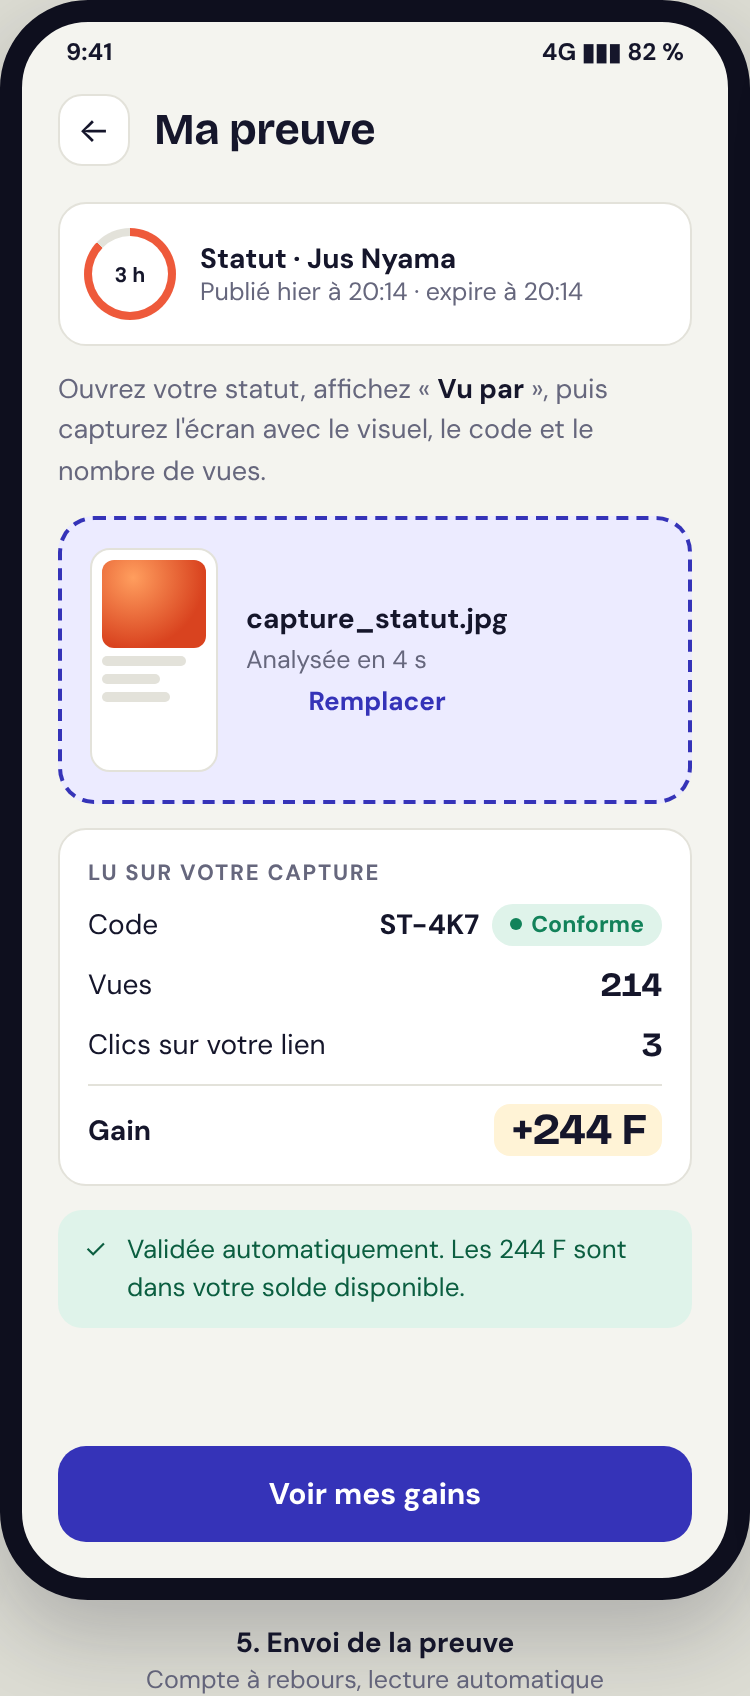 9:41
4G ▮▮▮ 82 %
← Ma preuve
3 h
Statut · Jus Nyama
Publié hier à 20:14 · expire à 20:14
Ouvrez votre statut, affichez « Vu par », puis
capturez l'écran avec le visuel, le code et le
nombre de vues.
capture_statut.jpg
Analysée en 4 s
Remplacer
LU SUR VOTRE CAPTURE
Code ST-4K7 Conforme
Vues 214
Clics sur votre lien 3
Gain +244 F
✓ Validée automatiquement. Les 244 F sont
dans votre solde disponible.
Voir mes gains
5. Envoi de la preuve
Compte à rebours, lecture automatique